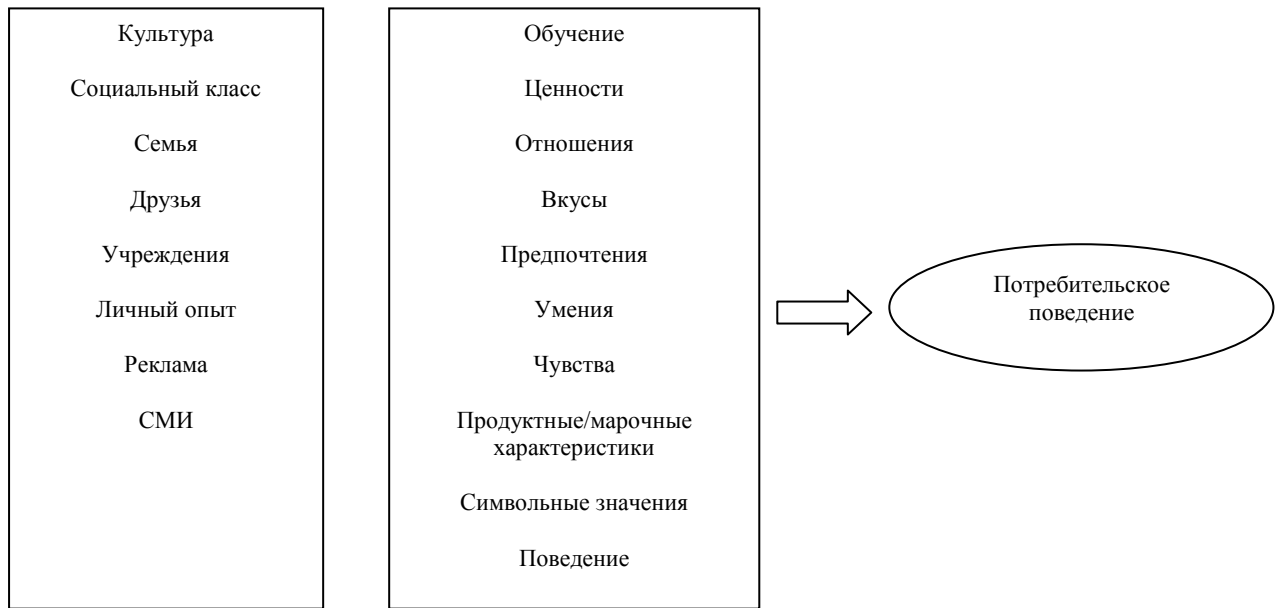 Культура
Социальный класс
Семья
Друзья
Учреждения
Личный опыт
Реклама
СМИ
Обучение
Ценности
Отношения
Вкусы
Предпочтения
Умения
Чувства
Продуктные/марочные
характеристики
Символьные значения
Поведение
Потребительское
поведение